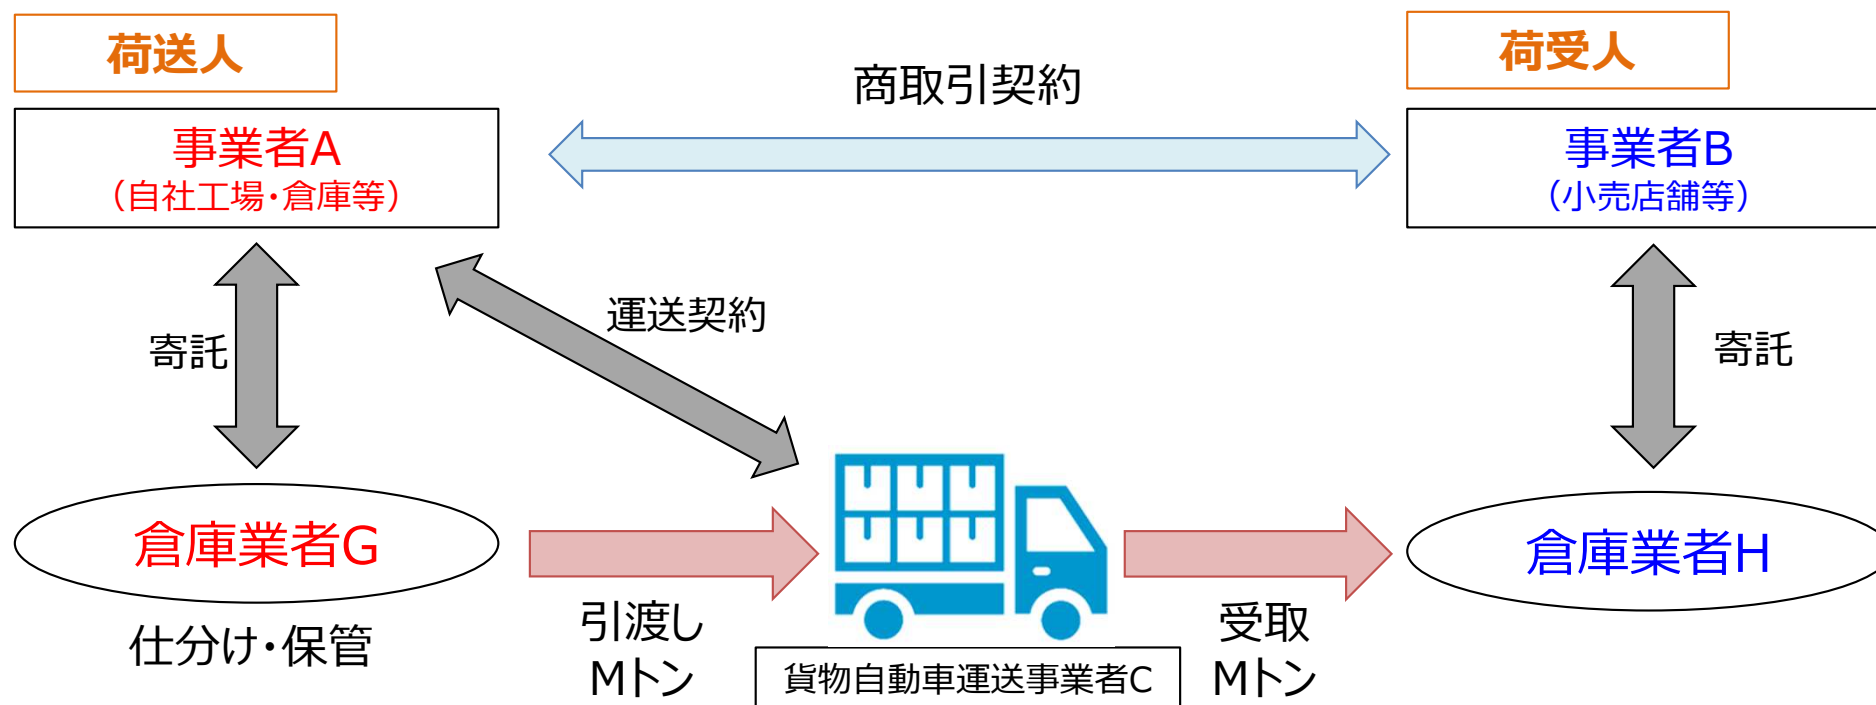 荷送人
荷受人
商取引契約
事業者A
（自社工場・倉庫等）
事業者B
（小売店舗等）
運送契約
寄託
寄託
倉庫業者G
倉庫業者H
仕分け・保管
引渡し
Mトン
受取
Mトン
貨物自動車運送事業者C